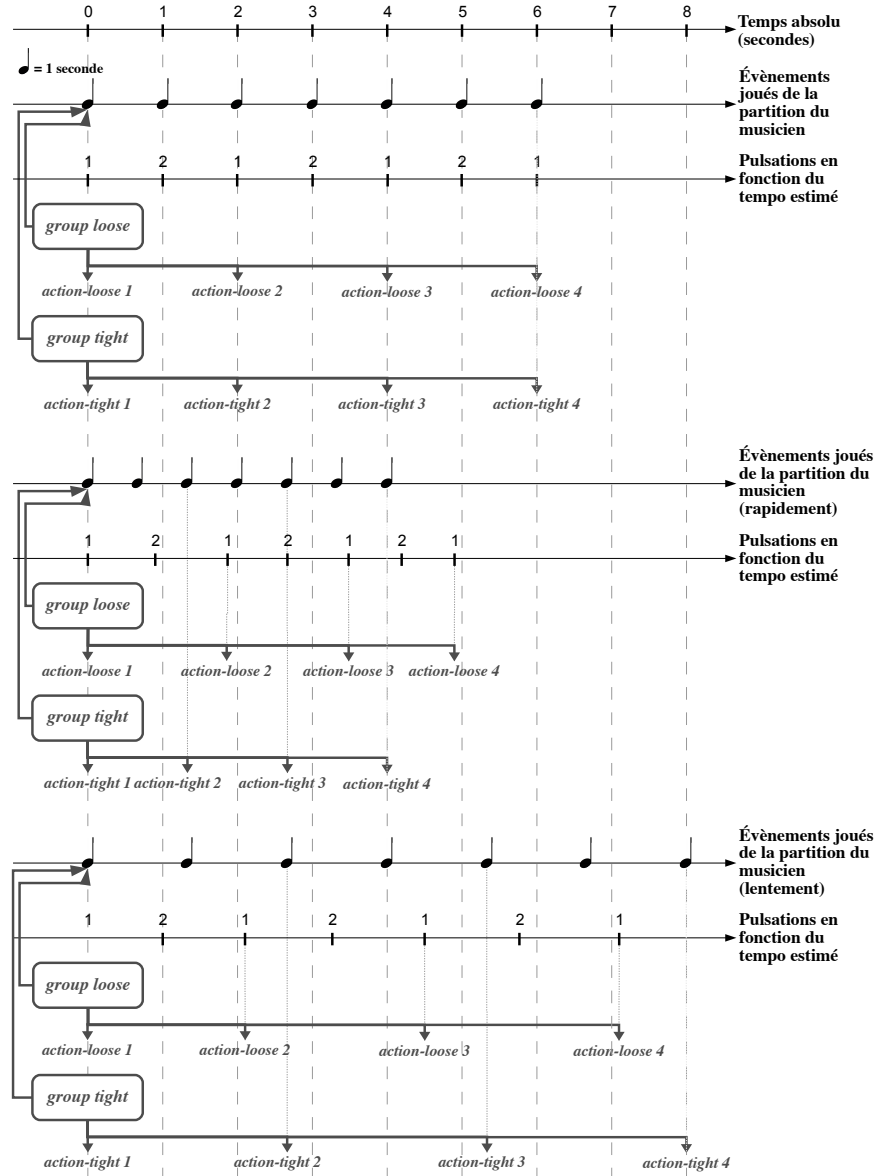 0 1 2 3 4 5 6 7 8
Temps absolu
(secondes)
= 1 seconde
Évènements
joués de la
partition du
musicien
1 2 1 2 1 2 1
Pulsations en
fonction du
tempo estimé
group loose
action-loose 1 action-loose 2 action-loose 3 action-loose 4
group tight
action-tight 1 action-tight 2 action-tight 3 action-tight 4
Évènements joués
de la partition du
musicien
(rapidement)
1 2 1 2 1 2 1
Pulsations en
fonction du
tempo estimé
group loose
action-loose 1 action-loose 2 action-loose 3 action-loose 4
group tight
action-tight 1 action-tight 2 action-tight 3 action-tight 4
Évènements joués
de la partition du
musicien
(lentement)
1 2 1 2 1 2 1
Pulsations en
fonction du
tempo estimé
group loose
action-loose 1 action-loose 2 action-loose 3 action-loose 4
group tight
action-tight 1 action-tight 2 action-tight 3 action-tight 4